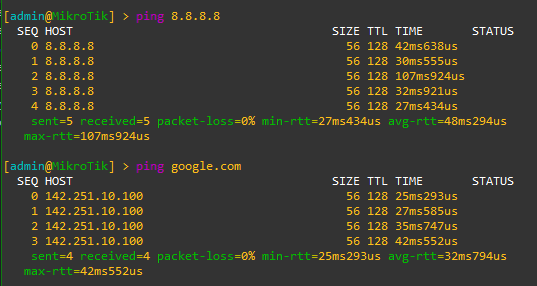 [admin@MikroTik] > ping 8.8.8.8
SEQ HOST SIZE TTL TIME STATUS
0 8.8.8.8 56 128 42ms638us
1 8.8.8.8 56 128 30ms555us
2 8.8.8.8 56 128 107ms924us
3 8.8.8.8 56 128 32ms921us
4 8.8.8.8 56 128 27ms434us
sent=5 received=5 packet-loss=0% min-rtt=27ms434us avg-rtt=48ms294us
max-rtt=107ms924us
[admin@MikroTik] > ping google.com
SEQ HOST SIZE TTL TIME STATUS
0 142.251.10.100 56 128 25ms293us
1 142.251.10.100 56 128 27ms585us
2 142.251.10.100 56 128 35ms747us
3 142.251.10.100 56 128 42ms552us
sent=4 received=4 packet-loss=0% min-rtt=25ms293us avg-rtt=32ms794us
max-rtt=42ms552us